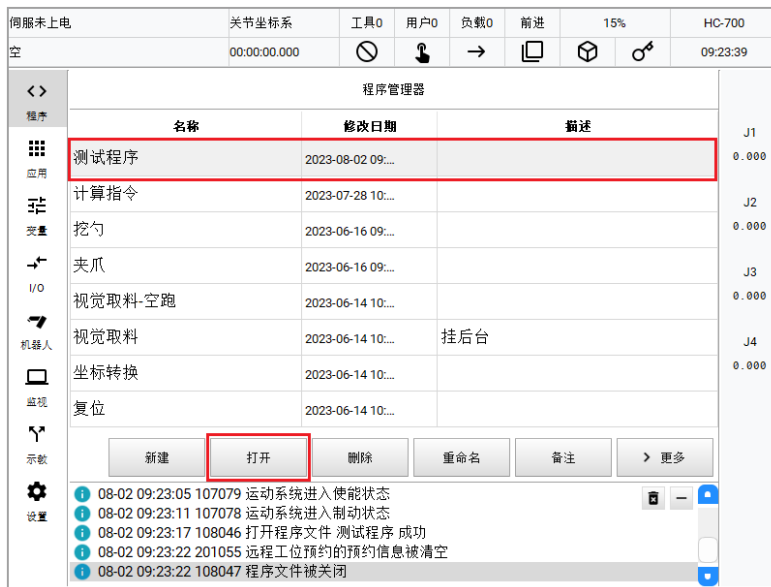 伺服未上电 关节坐标系 工具0 用户0 负载0 前进 15% HC-700
空 00:00:00.000 09:23:39
程序
应用
变量
I/O
机器人
监视
示教
设置
程序管理器
名称 修改日期 描述
测试程序 2023-08-02 09:...
计算指令 2023-07-28 10:...
挖勺 2023-06-16 09:...
夹爪 2023-06-16 09:...
视觉取料-空跑 2023-06-14 10:...
视觉取料 2023-06-14 10:... 挂后台
坐标转换 2023-06-14 10:...
复位 2023-06-14 10:...
新建 打开 删除 重命名 备注 > 更多
08-02 09:23:05 107079 运动系统进入使能状态
08-02 09:23:11 107078 运动系统进入制动状态
08-02 09:23:17 108046 打开程序文件 测试程序 成功
08-02 09:23:22 201055 远程工位预约的预约信息被清空
08-02 09:23:22 108047 程序文件被关闭
J1
0.000
J2
0.000
J3
0.000
J4
0.000